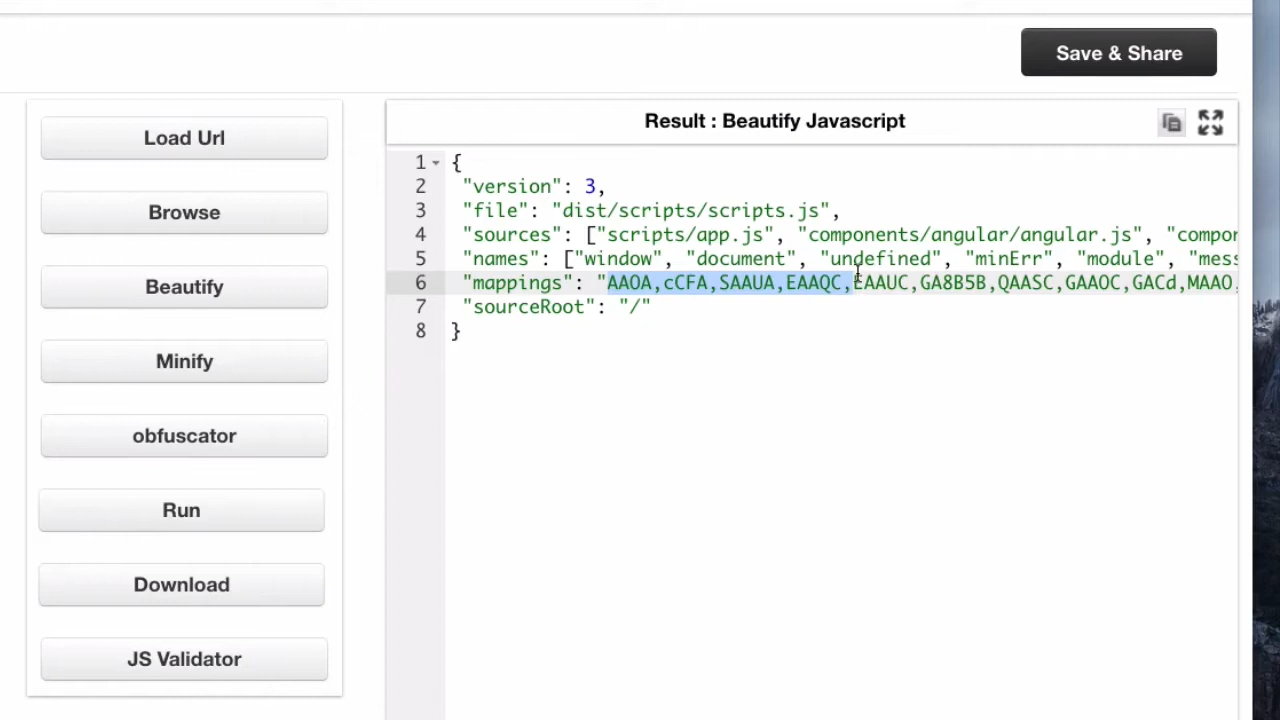 Save & Share
Load Url
Browse
Beautify
Minify
obfuscator
Run
Download
JS Validator
Result : Beautify Javascript
1 {
2 "version": 3,
3 "file": "dist/scripts/scripts.js",
4 "sources": ["scripts/app.js", "components/angular/angular.js", "compor
5 "names": ["window", "document", "undefined", "minErr", "module", "mess
6 "mappings": "AAOA,cCFA,SAAUA,EAAQC,EAAUC,GA8B5B,QAASC,GAAOC,GACd,MAAO,
7 "sourceRoot": "/"
8 }